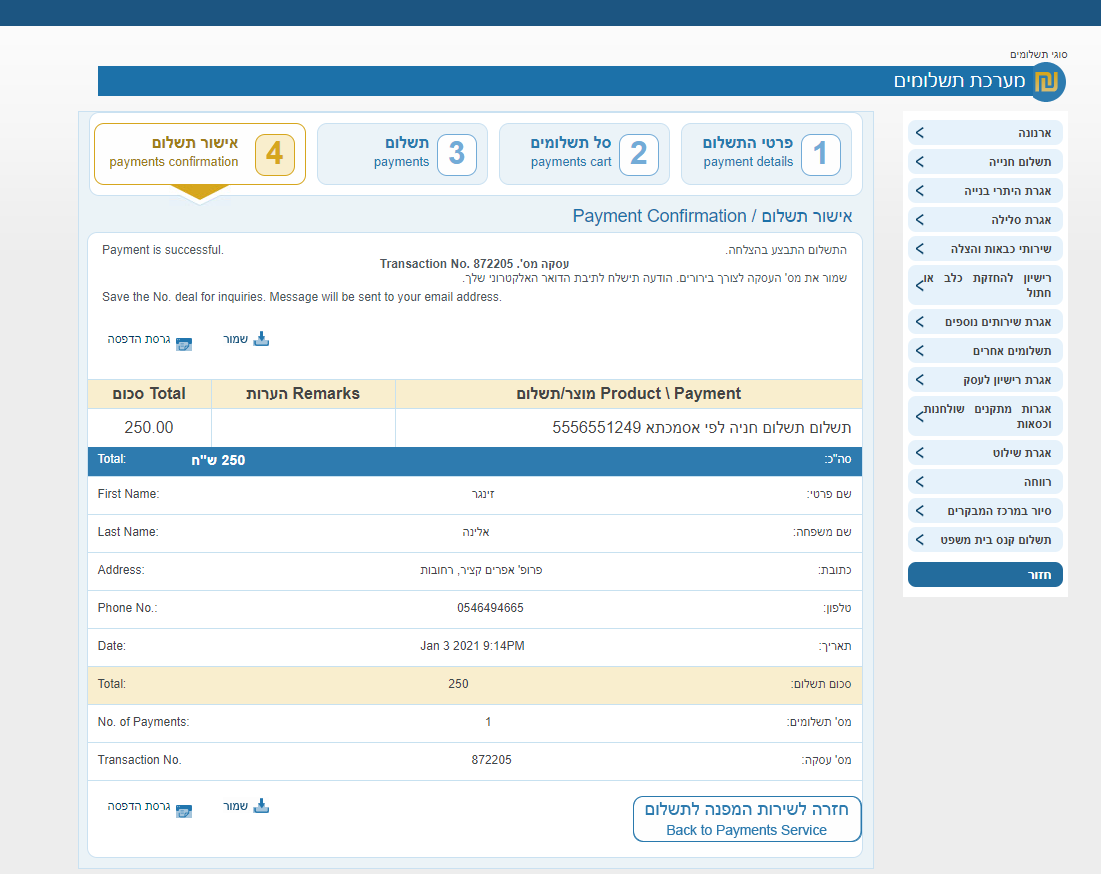 סוגי תשלומים
מערכת תשלומים
ארנונה
תשלום חנייה
אגרת היתרי בנייה
אגרת סלילה
שירותי כבאות והצלה
רישיון להחזקת כלב או
חתול
אגרת שירותים נוספים
תשלומים אחרים
אגרת רישיון לעסק
אגרות מתקנים שולחנות
וכסאות
אגרת שילוט
רווחה
סיור במרכז המבקרים
תשלום קנס בית משפט
חזור
1 פרטי התשלום
payment details
2 סל תשלומים
payments cart
3 תשלום
payments
4 אישור תשלום
payments confirmation
אישור תשלום / Payment Confirmation
התשלום התבצע בהצלחה.
Payment is successful.
עסקה מס'. Transaction No. 872205
שמור את מס' העסקה לצורך בירורים. הודעה תישלח לתיבת הדואר האלקטרוני שלך.
Save the No. deal for inquiries. Message will be sent to your email address.
שמור גרסת הדפסה
מוצר/תשלום Product \ Payment הערות Remarks סכום Total
תשלום תשלום חניה לפי אסמכתא 5556551249 250.00
סה"כ: 250 ש"ח Total:
שם פרטי: זינגר First Name:
שם משפחה: אלינה Last Name:
כתובת: פרופ' אפרים קציר, רחובות Address:
טלפון: 0546494665 Phone No.:
תאריך: Jan 3 2021 9:14PM Date:
סכום תשלום: 250 Total:
מס' תשלומים: 1 No. of Payments:
מס' עסקה: 872205 Transaction No.
חזרה לשירות המפנה לתשלום
Back to Payments Service
שמור גרסת הדפסה